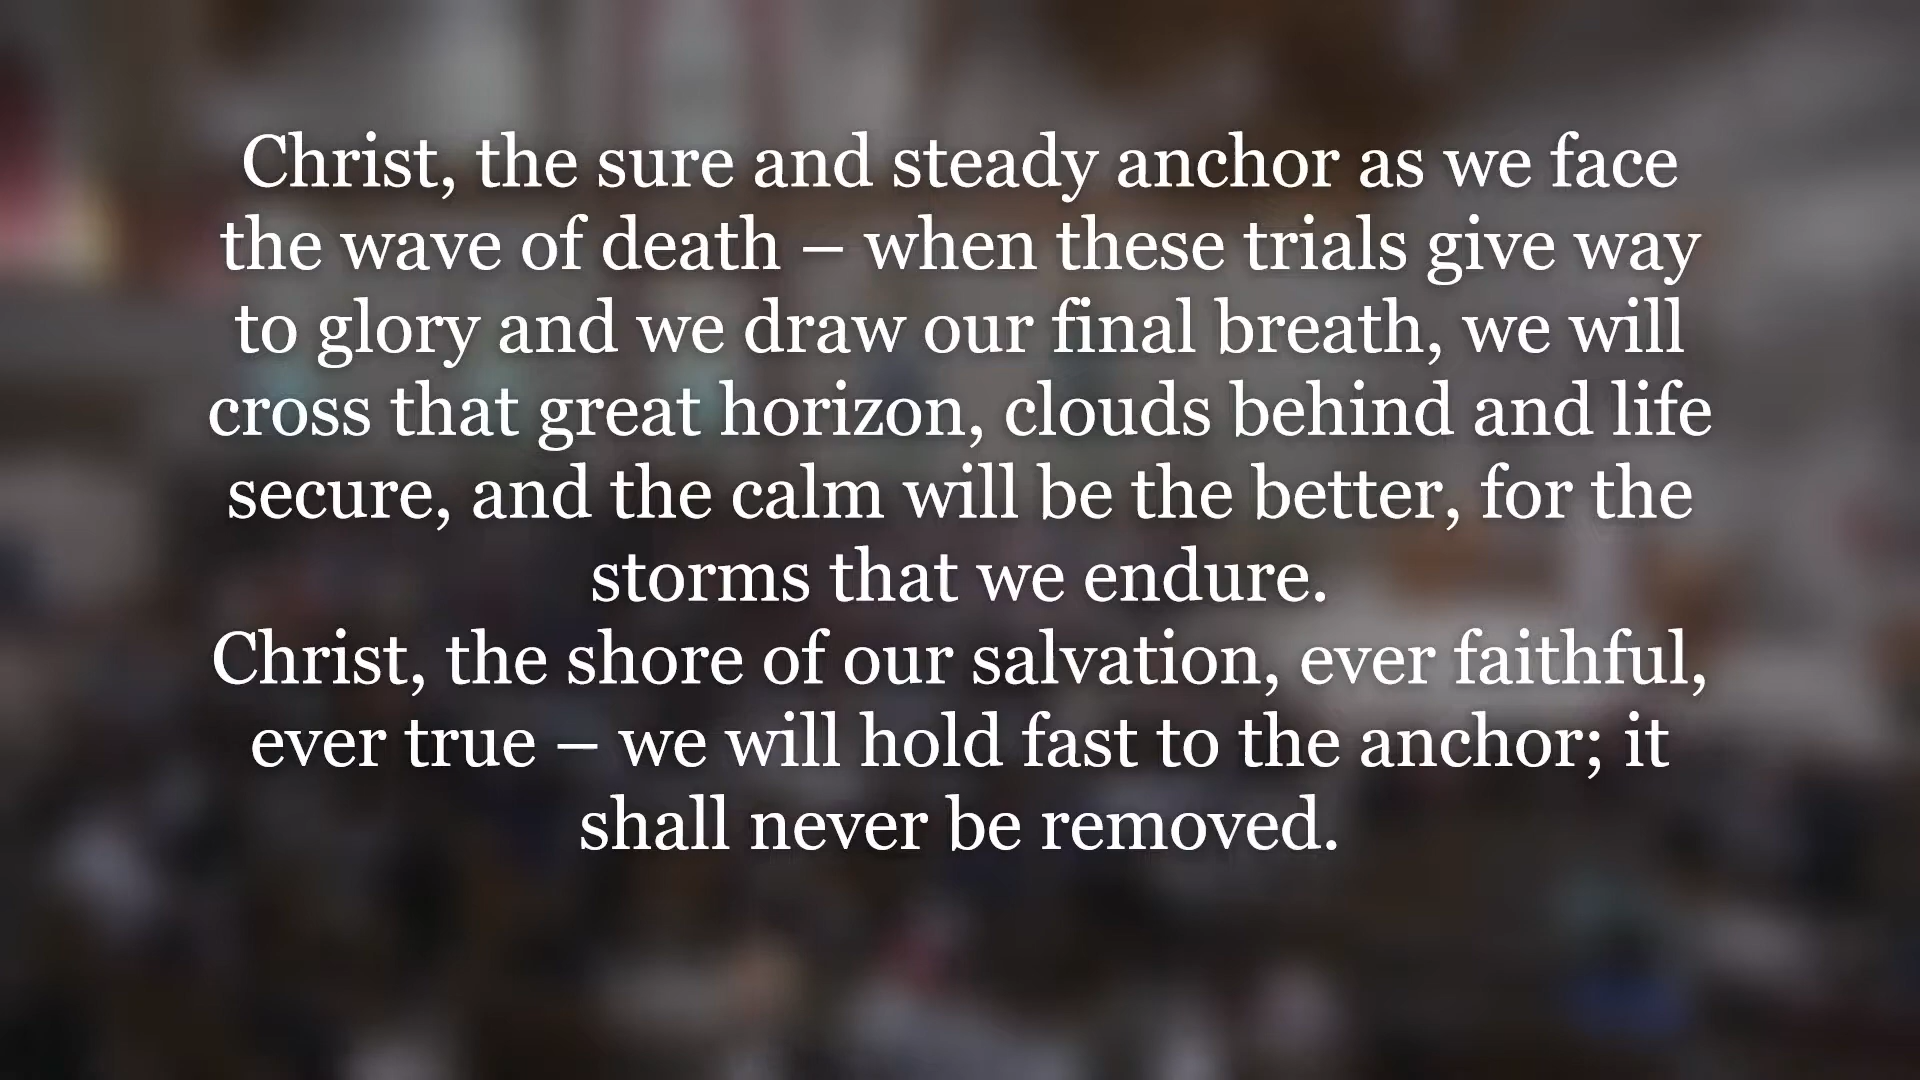 Christ, the sure and steady anchor as we face
the wave of death – when these trials give way
to glory and we draw our final breath, we will
cross that great horizon, clouds behind and life
secure, and the calm will be the better, for the
storms that we endure.
Christ, the shore of our salvation, ever faithful,
ever true – we will hold fast to the anchor; it
shall never be removed.